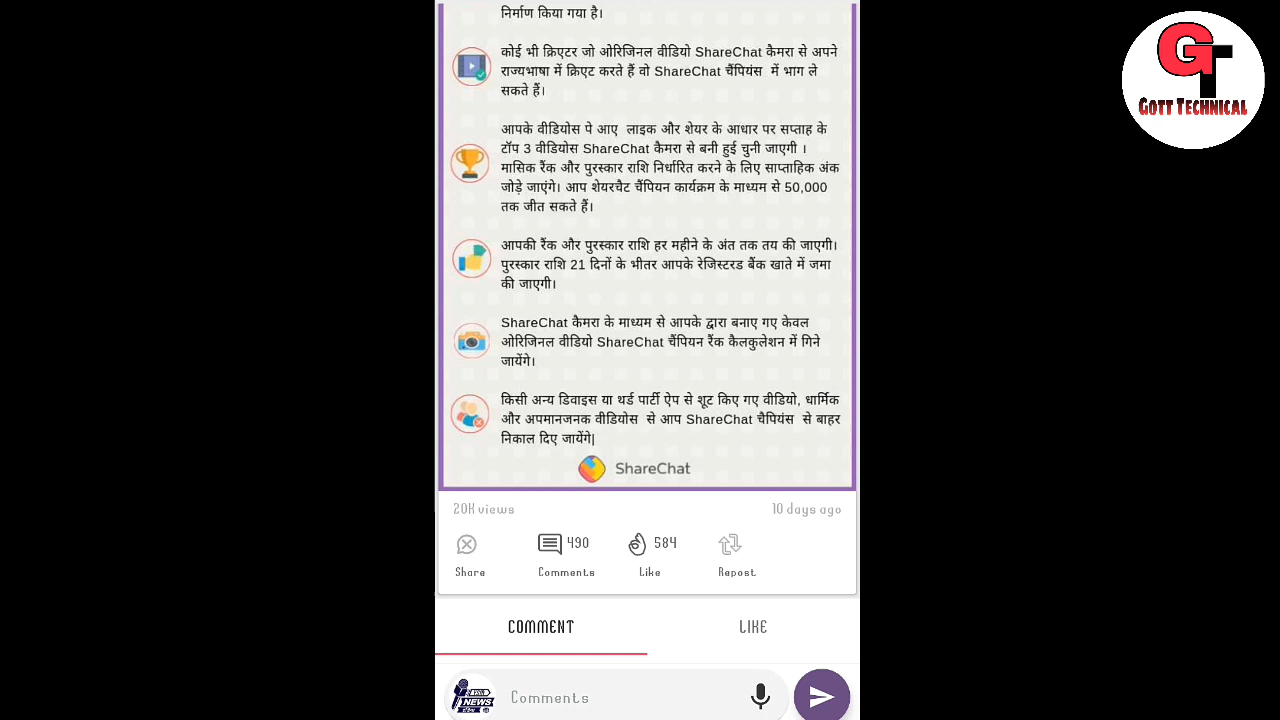 निर्माण किया गया है।
कोई भी क्रिएटर जो ओरिजिनल वीडियो ShareChat कैमरा से अपने
राज्यभाषा में क्रिएट करते हैं वो ShareChat चैंपियंस में भाग ले
सकते हैं।
आपके वीडियोस पे आए लाइक और शेयर के आधार पर सप्ताह के
टॉप 3 वीडियोस ShareChat कैमरा से बनी हुई चुनी जाएगी ।
मासिक रैंक और पुरस्कार राशि निर्धारित करने के लिए साप्ताहिक अंक
जोड़े जाएंगे। आप शेयरचैट चैंपियन कार्यक्रम के माध्यम से 50,000
तक जीत सकते हैं।
आपकी रैंक और पुरस्कार राशि हर महीने के अंत तक तय की जाएगी।
पुरस्कार राशि 21 दिनों के भीतर आपके रेजिस्टरड बैंक खाते में जमा
की जाएगी।
ShareChat कैमरा के माध्यम से आपके द्वारा बनाए गए केवल
ओरिजिनल वीडियो ShareChat चैंपियन रैंक कैलकुलेशन में गिने
जायेंगे।
किसी अन्य डिवाइस या थर्ड पार्टी ऐप से शूट किए गए वीडियो, धार्मिक
और अपमानजनक वीडियोस से आप ShareChat चैपियंस से बाहर
निकाल दिए जायेंगे|
ShareChat
20K views 10 days ago
490 584
Share Comments Like Repost
COMMENT LIKE
NEWS
Comments
GT
GOTT TECHNICAL